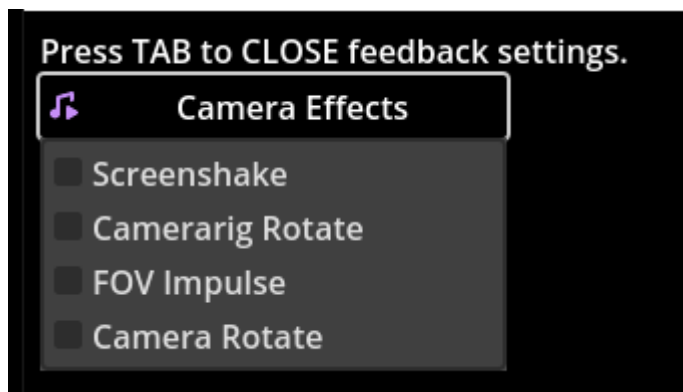 Press TAB to CLOSE feedback settings.
Camera Effects
Screenshake
Camerarig Rotate
FOV Impulse
Camera Rotate